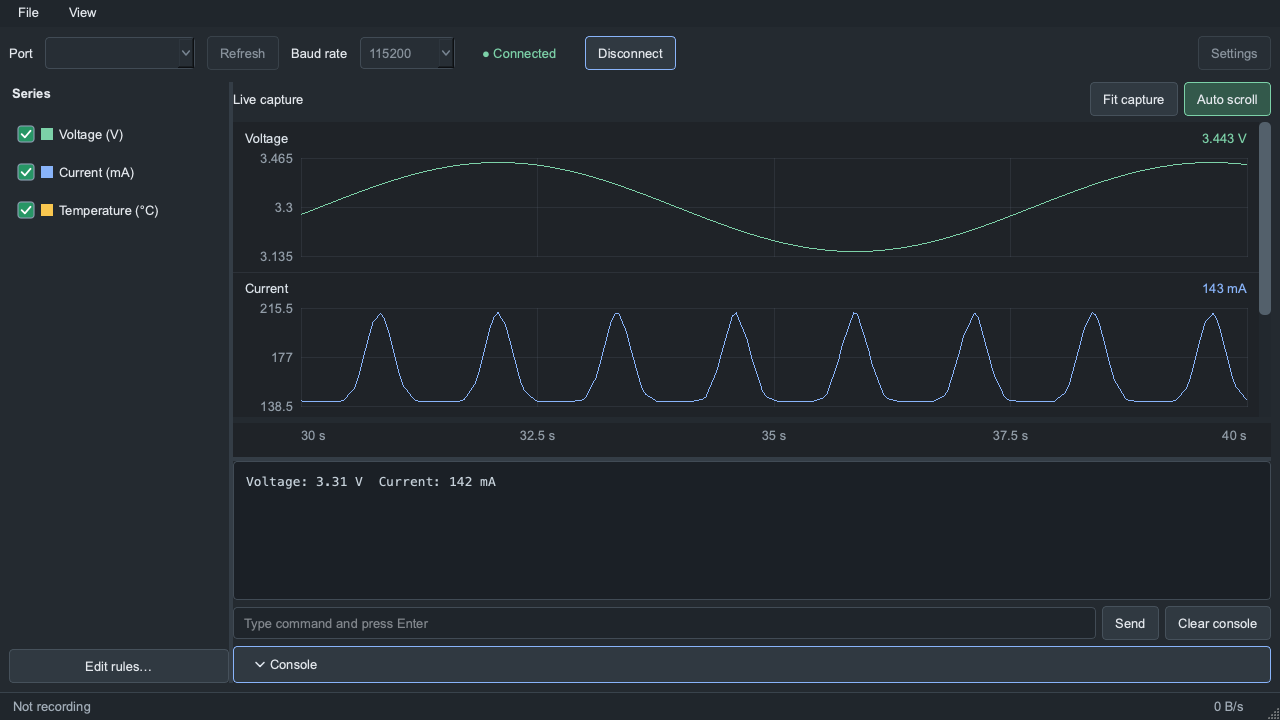 File View
Port Refresh Baud rate 115200 ● Connected Disconnect Settings
Series
Voltage (V)
Current (mA)
Temperature (°C)
Edit rules…
Live capture Fit capture Auto scroll
Voltage 3.443 V
3.465
3.3
3.135
Current 143 mA
215.5
177
138.5
30 s 32.5 s 35 s 37.5 s 40 s
Voltage: 3.31 V  Current: 142 mA
Type command and press Enter Send Clear console
Console
Not recording 0 B/s